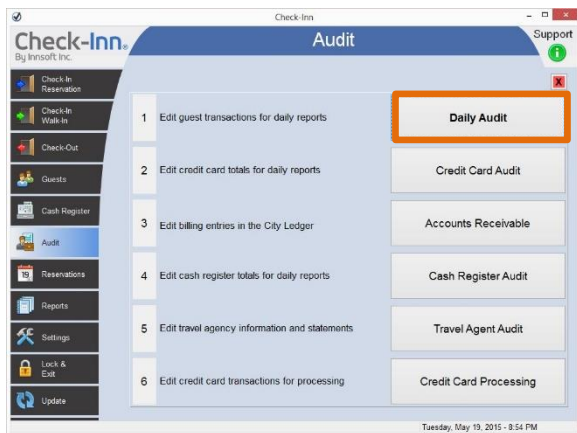 Check-Inn
Check-Inn®
By Innsoft Inc.
Audit
Support
i
X
Check-In
Reservation
Check-In
Walk-In
Check-Out
Guests
Cash Register
Audit
19
Reservations
Reports
Settings
Lock &
Exit
Update
1 Edit guest transactions for daily reports Daily Audit
2 Edit credit card totals for daily reports Credit Card Audit
3 Edit billing entries in the City Ledger Accounts Receivable
4 Edit cash register totals for daily reports Cash Register Audit
5 Edit travel agency information and statements Travel Agent Audit
6 Edit credit card transactions for processing Credit Card Processing
Tuesday, May 19, 2015 - 8:54 PM